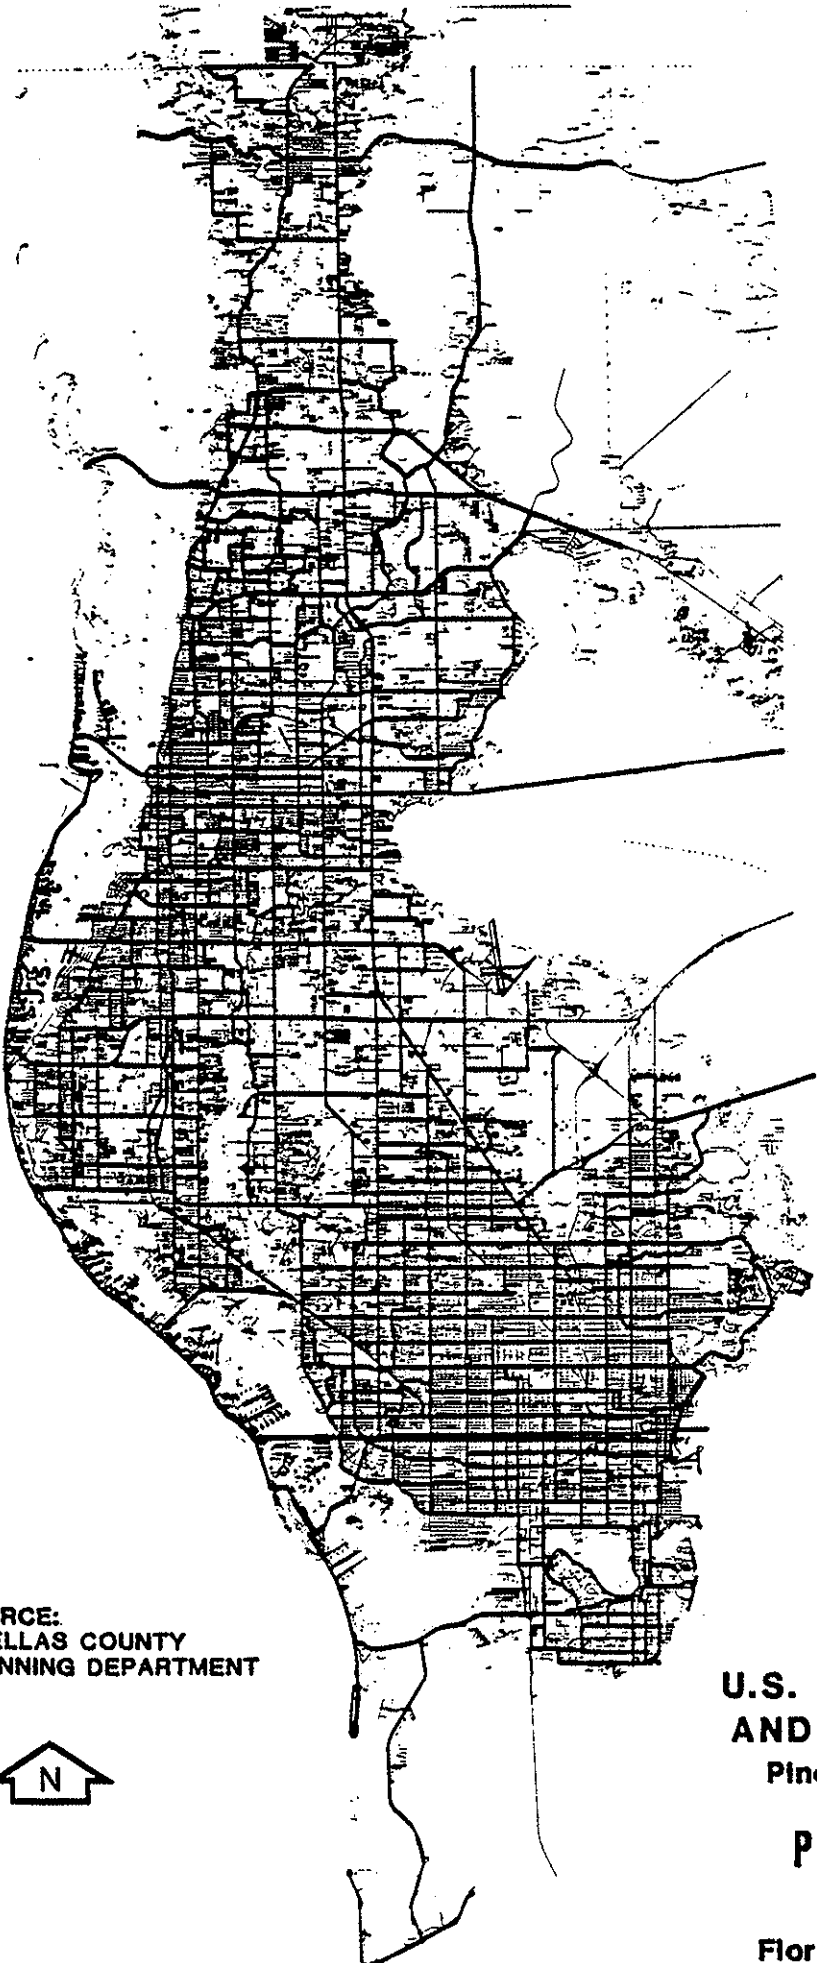 RCE:
ELLAS COUNTY
NNING DEPARTMENT
N
U.S.
AND
Pin
P
Flor